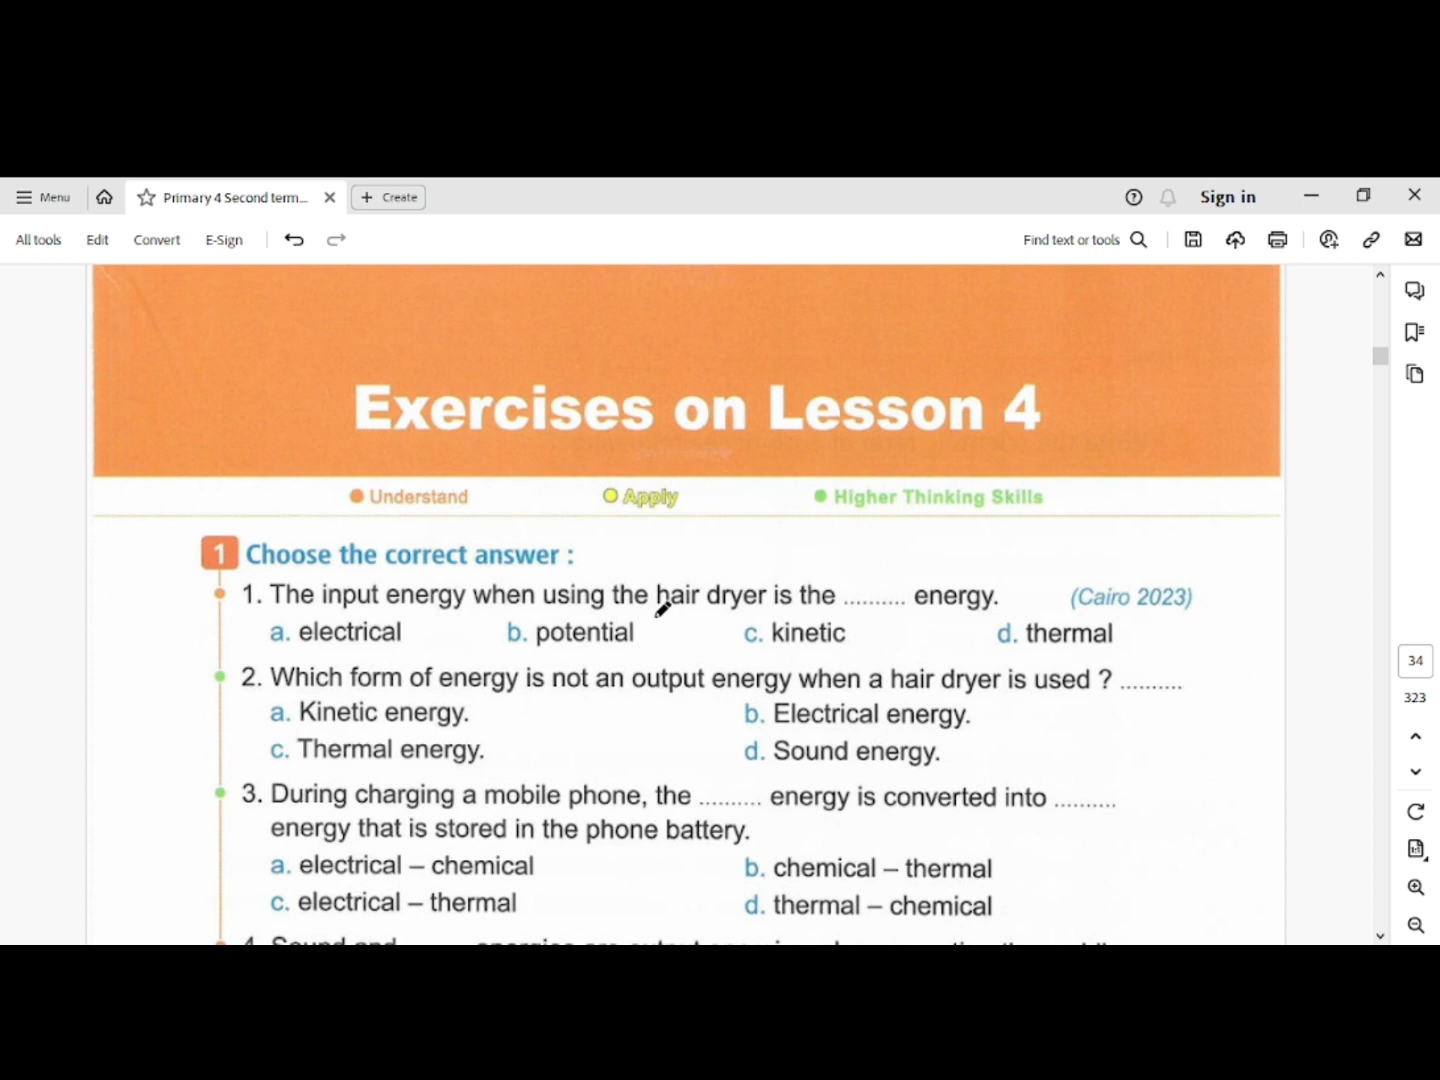 Menu
Primary 4 Second term...
Create
Sign in
All tools
Edit
Convert
E-Sign
Find text or tools
Exercises on Lesson 4
Understand
Apply
Higher Thinking Skills
1 Choose the correct answer :
1. The input energy when using the hair dryer is the .......... energy. (Cairo 2023)
a. electrical b. potential c. kinetic d. thermal
2. Which form of energy is not an output energy when a hair dryer is used ? ..........
a. Kinetic energy. b. Electrical energy.
c. Thermal energy. d. Sound energy.
3. During charging a mobile phone, the .......... energy is converted into ..........
energy that is stored in the phone battery.
a. electrical – chemical b. chemical – thermal
c. electrical – thermal d. thermal – chemical
34
323